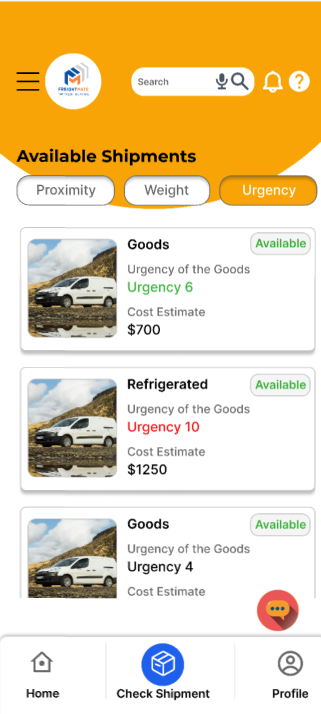 Search
FREIGHTMATE
Available Shipments
Proximity
Weight
Urgency
Goods
Available
Urgency of the Goods
Urgency 6
Cost Estimate
$700
Refrigerated
Available
Urgency of the Goods
Urgency 10
Cost Estimate
$1250
Goods
Available
Urgency of the Goods
Urgency 4
Cost Estimate
Home
Check Shipment
Profile